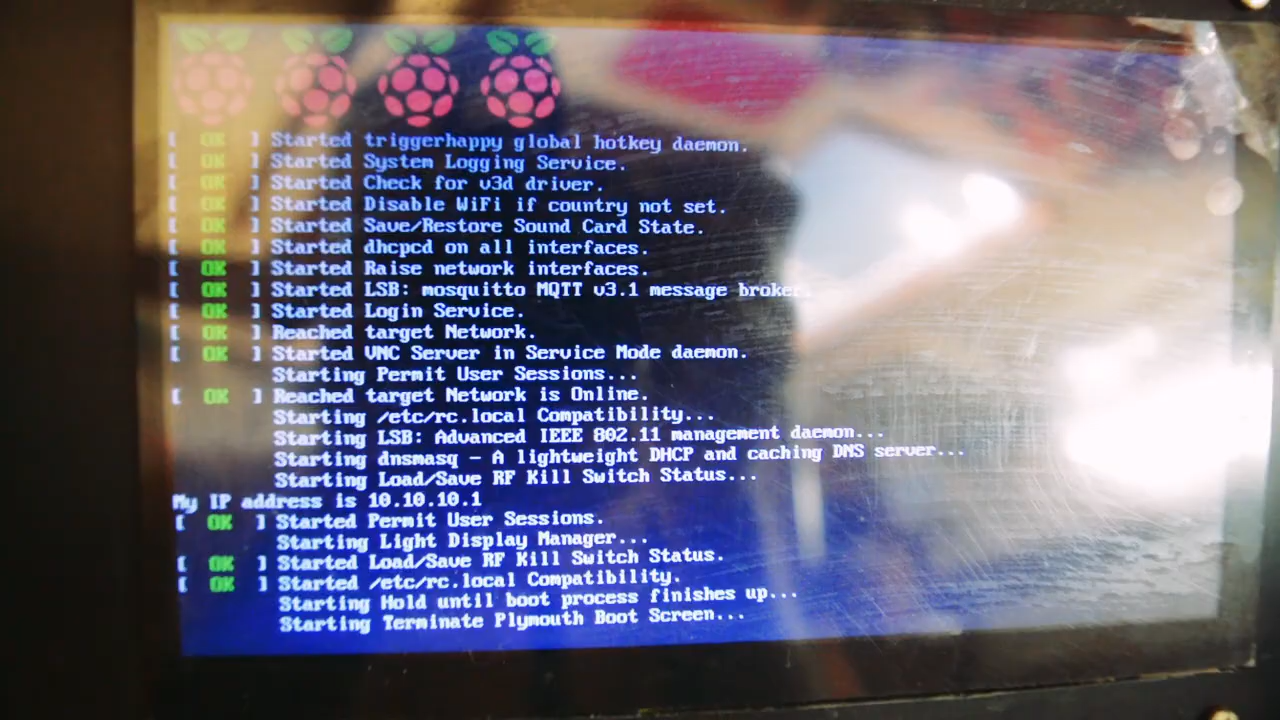 [  OK  ] Started triggerhappy global hotkey daemon.
[  OK  ] Started System Logging Service.
[  OK  ] Started Check for v3d driver.
[  OK  ] Started Disable WiFi if country not set.
[  OK  ] Started Save/Restore Sound Card State.
[  OK  ] Started dhcpcd on all interfaces.
[  OK  ] Started Raise network interfaces.
[  OK  ] Started LSB: mosquitto MQTT v3.1 message broker.
[  OK  ] Started Login Service.
[  OK  ] Reached target Network.
[  OK  ] Started VNC Server in Service Mode daemon.
Starting Permit User Sessions...
[  OK  ] Reached target Network is Online.
Starting /etc/rc.local Compatibility...
Starting LSB: Advanced IEEE 802.11 management daemon...
Starting dnsmasq - A lightweight DHCP and caching DNS server...
Starting Load/Save RF Kill Switch Status...
My IP address is 10.10.10.1
[  OK  ] Started Permit User Sessions.
Starting Light Display Manager...
[  OK  ] Started Load/Save RF Kill Switch Status.
[  OK  ] Started /etc/rc.local Compatibility.
Starting Hold until boot process finishes up...
Starting Terminate Plymouth Boot Screen...